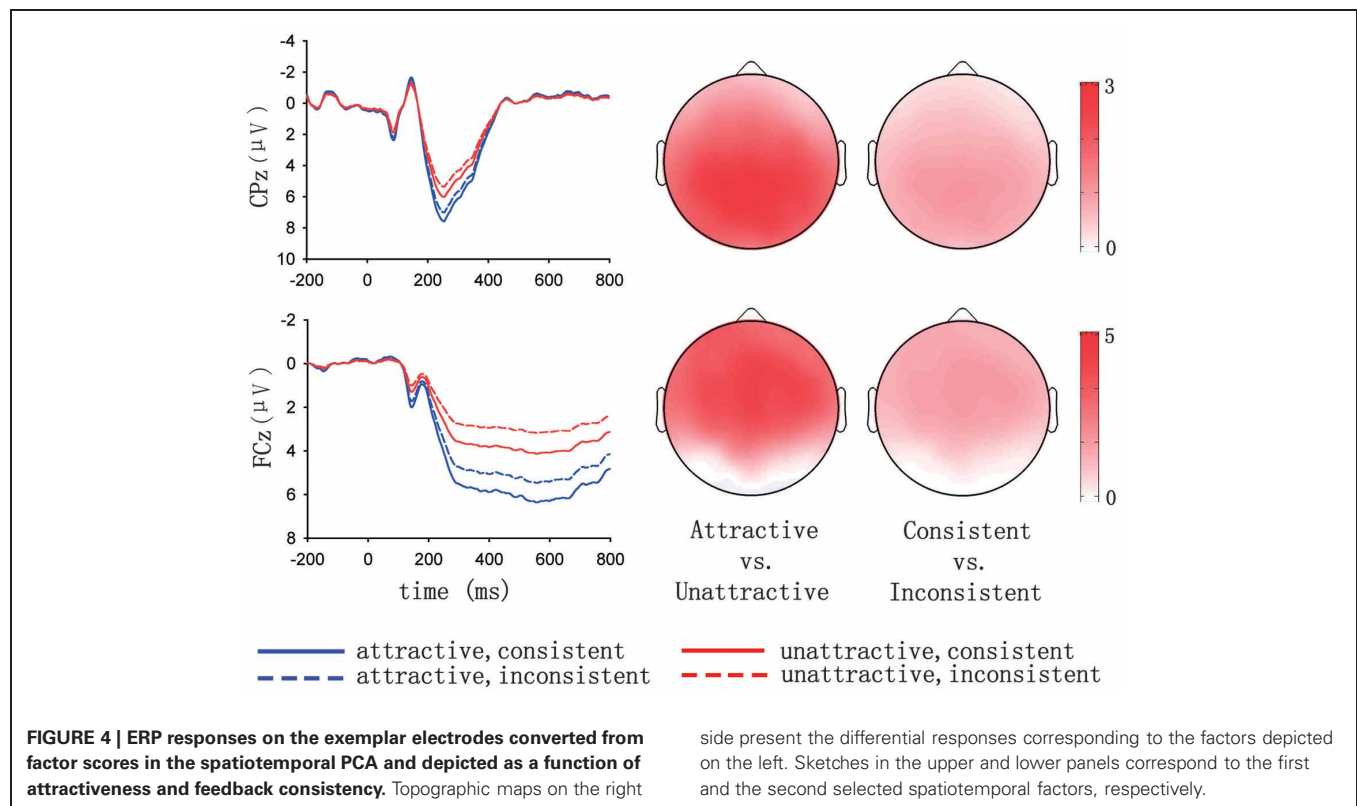 -4
-2
0
2
4
6
8
10
CPz(μV)
-200 0 200 400 600 800
3
0
-2
0
2
4
6
8
FCz(μV)
-200 0 200 400 600 800
time (ms)
5
0
Attractive
vs.
Unattractive
Consistent
vs.
Inconsistent
attractive, consistent
attractive, inconsistent
unattractive, consistent
unattractive, inconsistent
FIGURE 4 | ERP responses on the exemplar electrodes converted from
factor scores in the spatiotemporal PCA and depicted as a function of
attractiveness and feedback consistency. Topographic maps on the right
side present the differential responses corresponding to the factors depicted
on the left. Sketches in the upper and lower panels correspond to the first
and the second selected spatiotemporal factors, respectively.